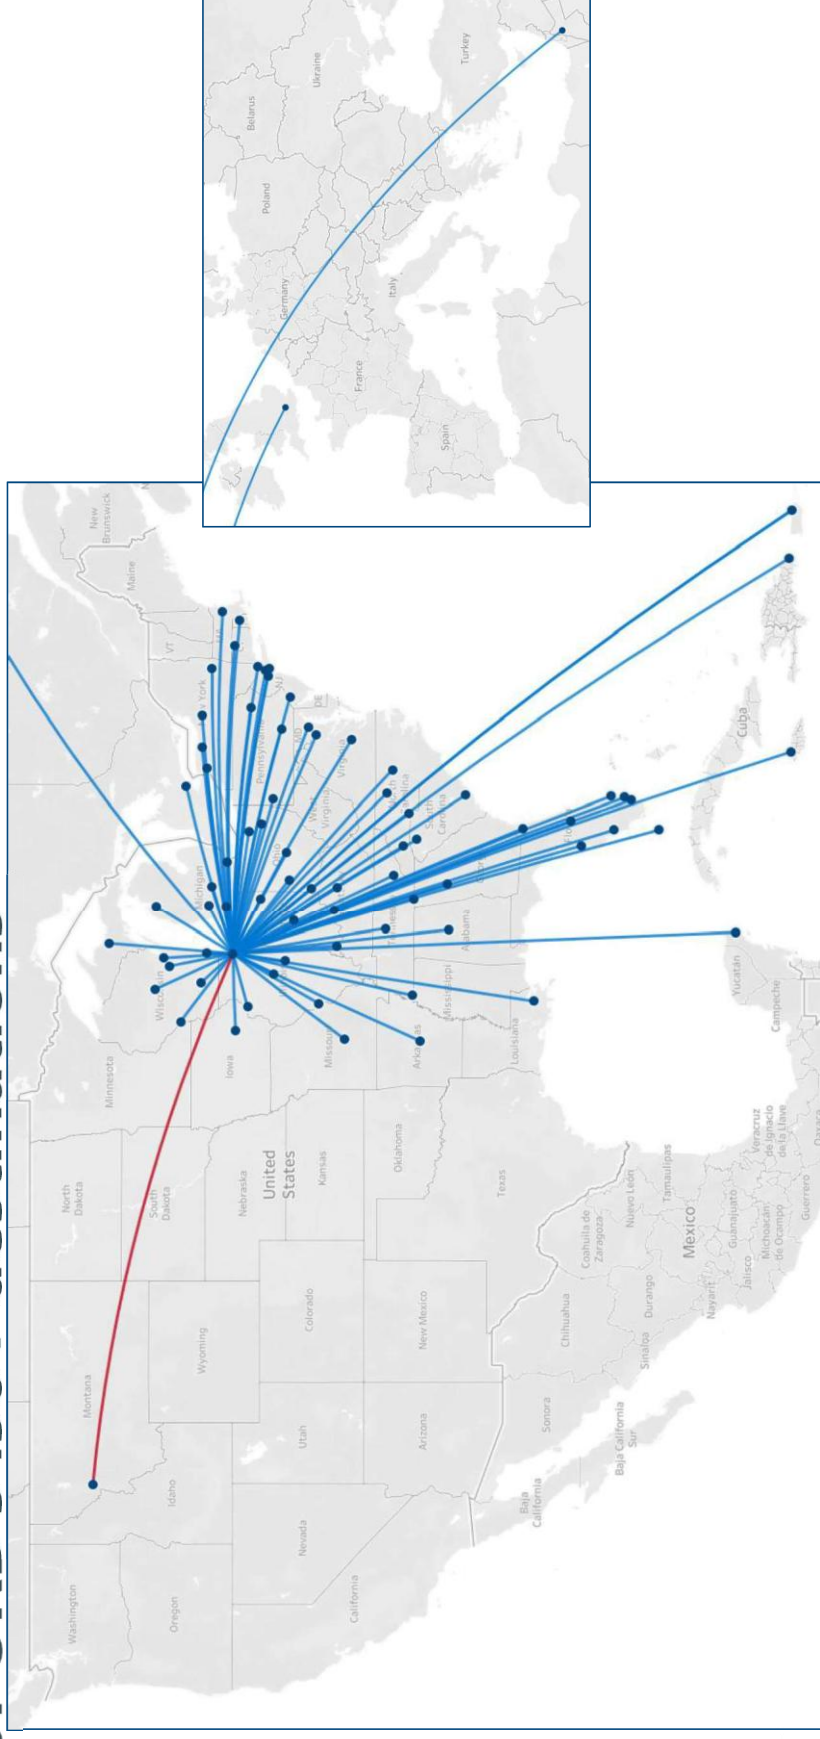 Belarus
Ukraine
Turkey
Poland
Germany
Italy
France
Spain
New
Brunswick
Maine
VT
Pennsylvania
NJ
MD
DE
West
Virginia
Virginia
South
Carolina
Ohio
Michigan
Wisconsin
Minnesota
Iowa
Missouri
Arkansas
Mississippi
Alabama
Louisiana
North
Dakota
South
Dakota
Nebraska
United
States
Kansas
Oklahoma
Texas
Montana
Wyoming
Colorado
New Mexico
Idaho
Utah
Arizona
Washington
Oregon
Nevada
California
Cuba
Yucatán
Campeche
Coahuila de
Zaragoza
Nuevo León
Tamaulipas
Mexico
Veracruz
de Ignacio
de la Llave
Oaxaca
Chihuahua
Durango
Sinaloa
Nayarit
Jalisco
Guanajuato
Michoacán
de Ocampo
Guerrero
Sonora
Baja
California
Baja California
Sur